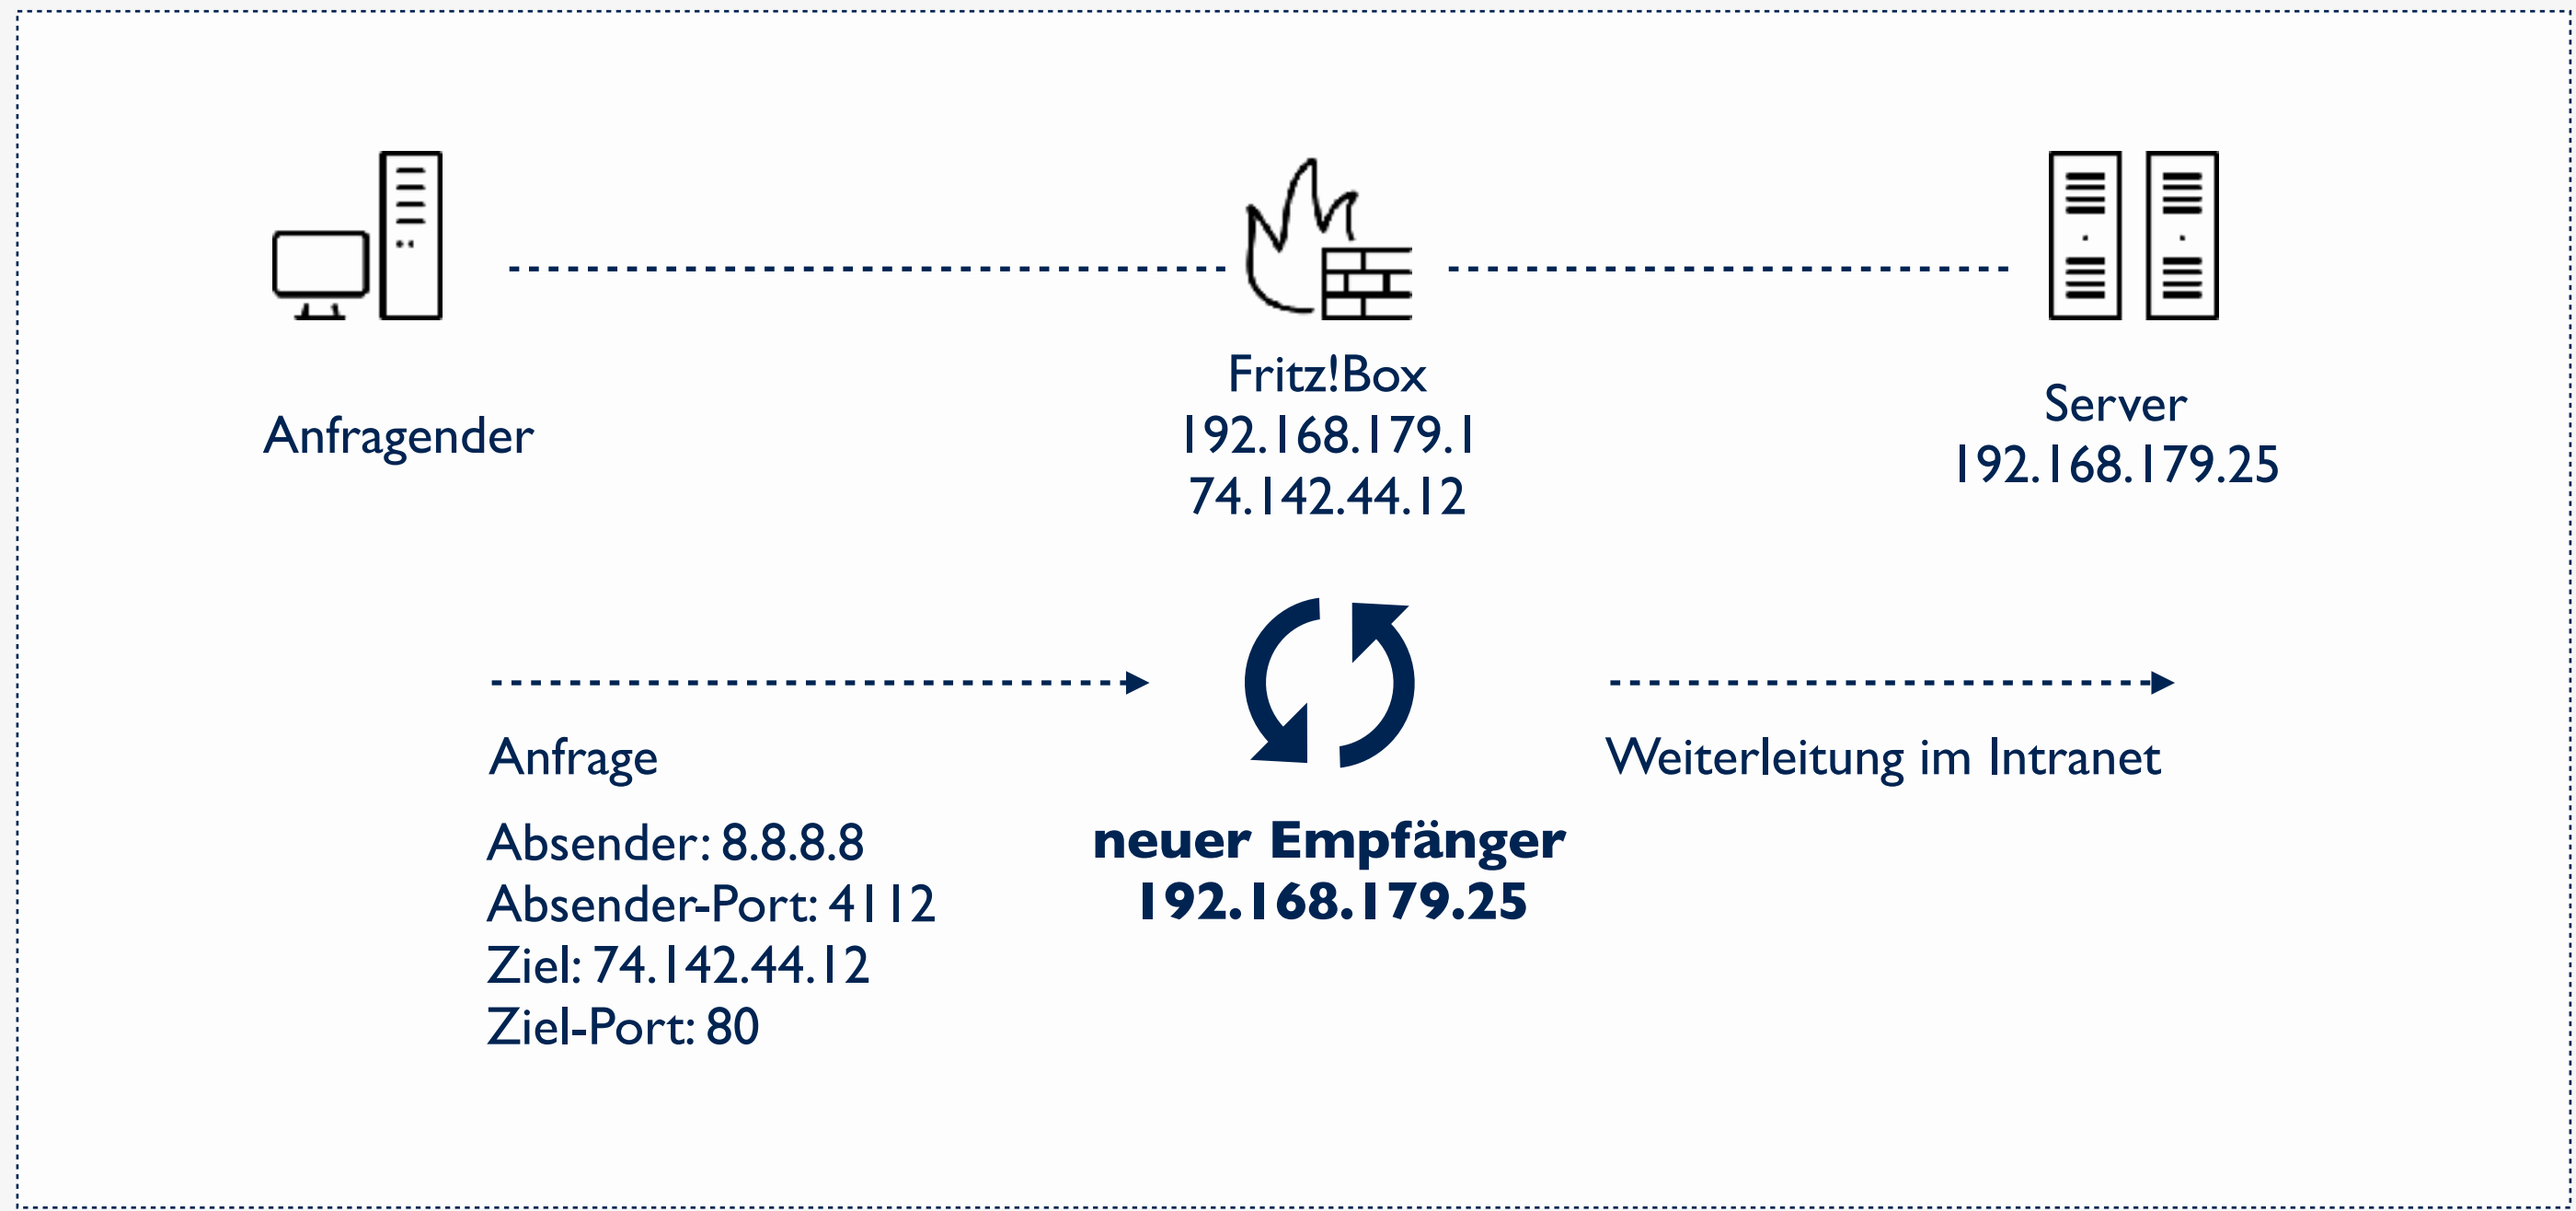 Anfragender
Fritz!Box
192.168.179.1
74.142.44.12
Server
192.168.179.25
Anfrage
Absender: 8.8.8.8
Absender-Port: 4112
Ziel: 74.142.44.12
Ziel-Port: 80
neuer Empfänger
192.168.179.25
Weiterleitung im Intranet